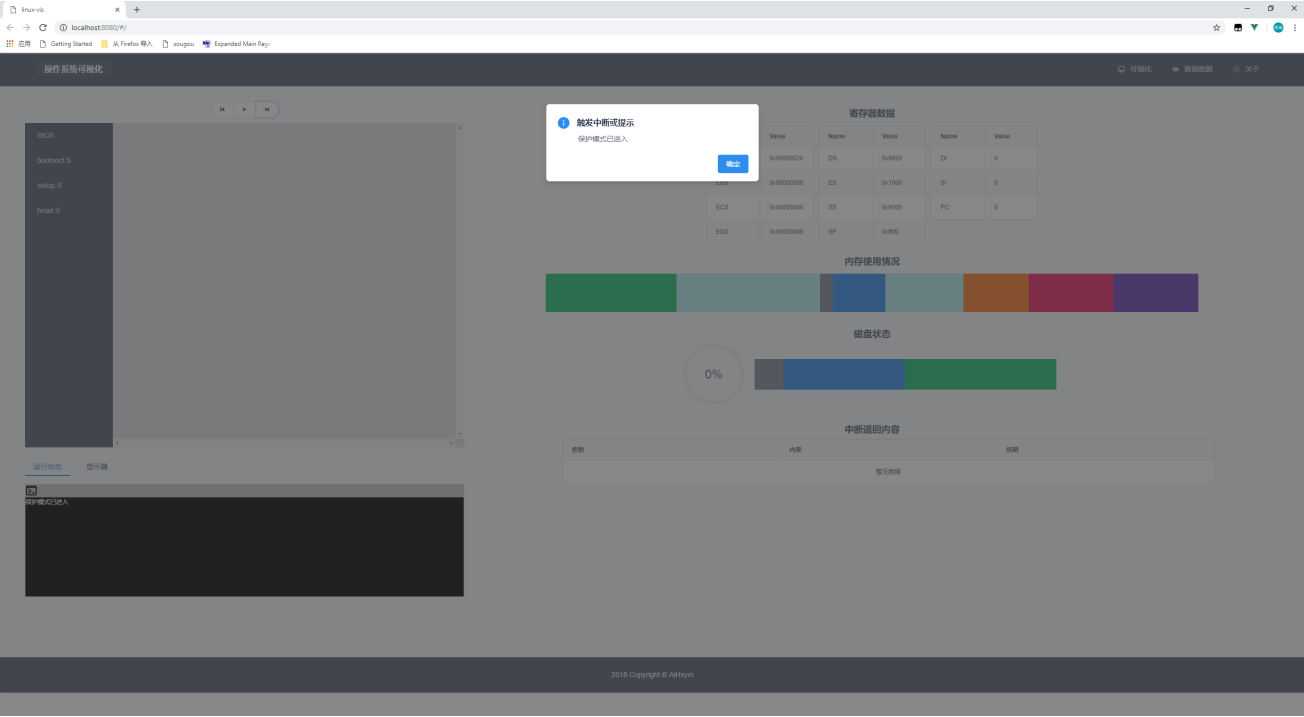 linux-vis
localhost:8080/#/
应用 Getting Started 从 Firefox 导入 sougou Expanded Main Page
操作系统可视化
可视化 关于
触发中断或提示
保护模式已进入
确定
寄存器数据
Value Name Value Name Value
0x00009020 DS 0x9020 DI 0
EBX 0x00000000 ES 0x1000 SI 0
ECX 0x00008000 SS 0x9000 PC 0
EDX 0x00000000 SP 0xff00
BIOS
bootsect.S
setup.S
head.S
内存使用情况
磁盘状态
0%
中断返回内容
参数 内容 说明
暂无数据
运行状态 显示器
保护模式已进入
2018 Copyright © AiHxym